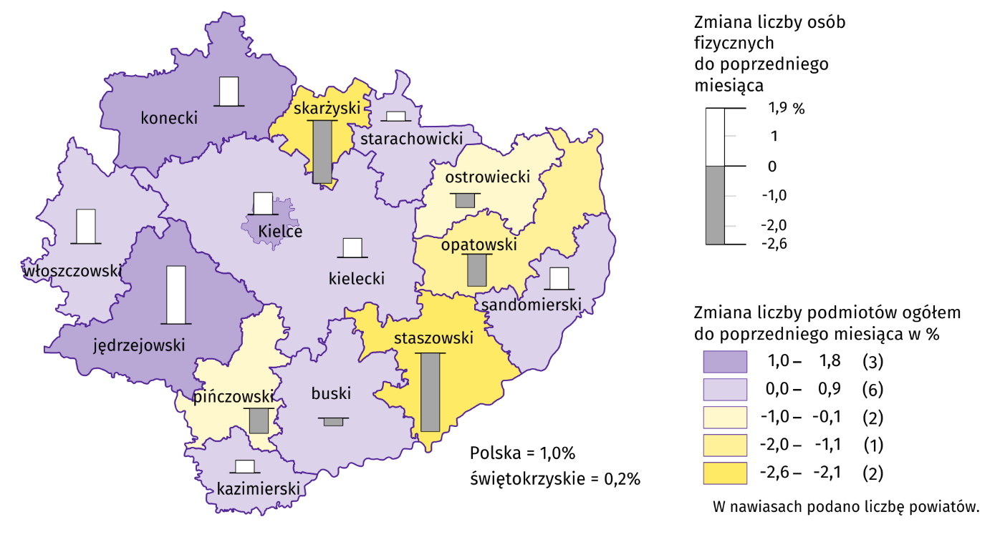 konecki
skarżyski
starachowicki
ostrowiecki
Kielce
opatowski
włoszczowski
kielecki
sandomierski
staszowski
jędrzejowski
pińczowski
buski
kazimierski
Polska = 1,0%
świętokrzyskie = 0,2%
Zmiana liczby osób
fizycznych
do poprzedniego
miesiąca
1,9 %
1
0
-1,0
-2,0
-2,6
Zmiana liczby podmiotów ogółem
do poprzedniego miesiąca w %
1,0 – 1,8 (3)
0,0 – 0,9 (6)
-1,0 – -0,1 (2)
-2,0 – -1,1 (1)
-2,6 – -2,1 (2)
W nawiasach podano liczbę powiatów.